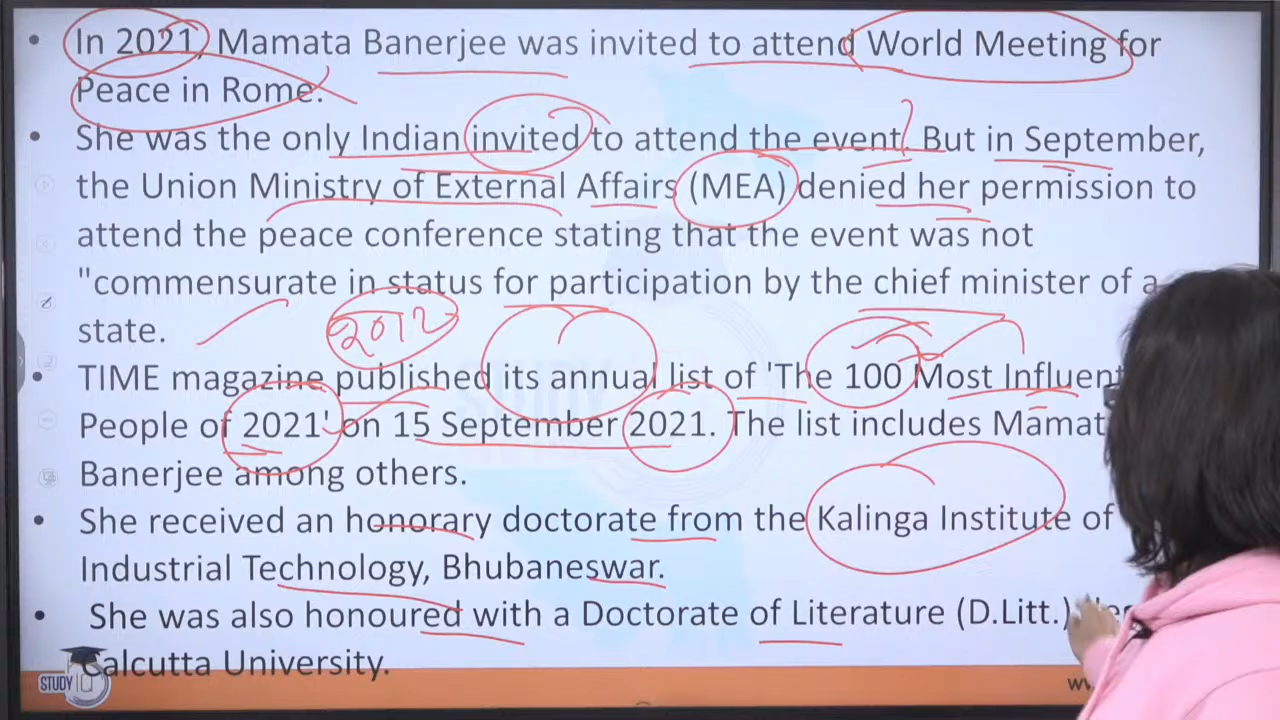 • In 2021, Mamata Banerjee was invited to attend World Meeting for
Peace in Rome.
• She was the only Indian invited to attend the event. But in September,
the Union Ministry of External Affairs (MEA) denied her permission to
attend the peace conference stating that the event was not
"commensurate in status for participation by the chief minister of a
state.
२०१२
• TIME magazine published its annual list of 'The 100 Most Influent
People of 2021' on 15 September 2021. The list includes Mamat
Banerjee among others.
• She received an honorary doctorate from the Kalinga Institute of
Industrial Technology, Bhubaneswar.
• She was also honoured with a Doctorate of Literature (D.Litt.)
Calcutta University.
STUDY IQ